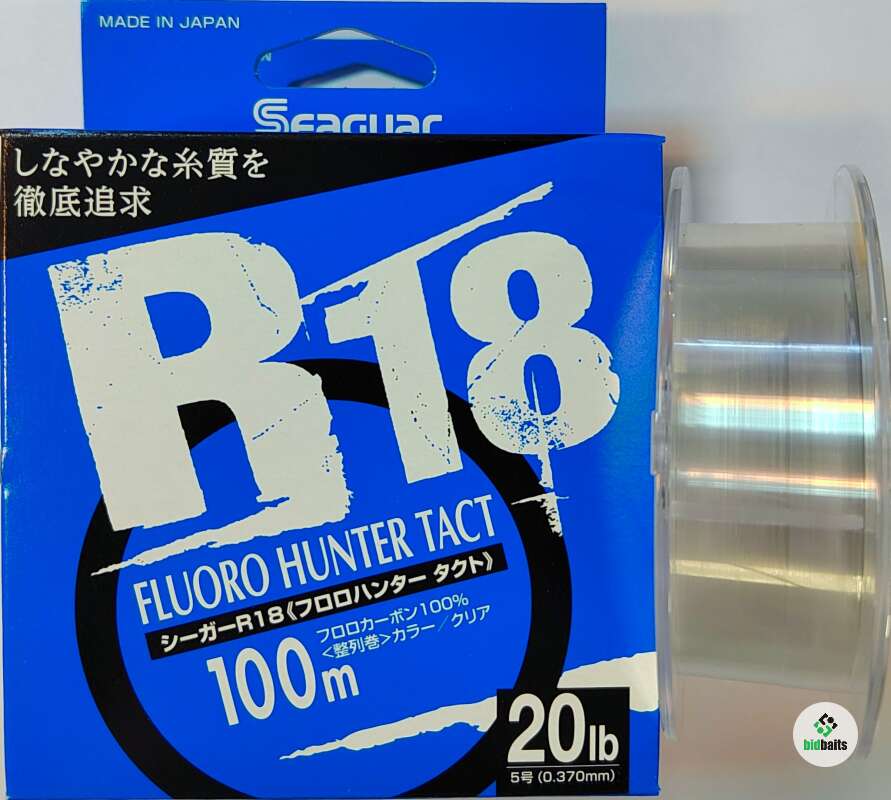 MADE IN JAPAN
Seaguar
しなやかな糸質を
徹底追求
R18
FLUORO HUNTER TACT
シーガーR18《フロロハンター タクト》
フロロカーボン100%
<整列巻>カラー/クリア
100m
20lb
5号(0.370mm)
bidbaits